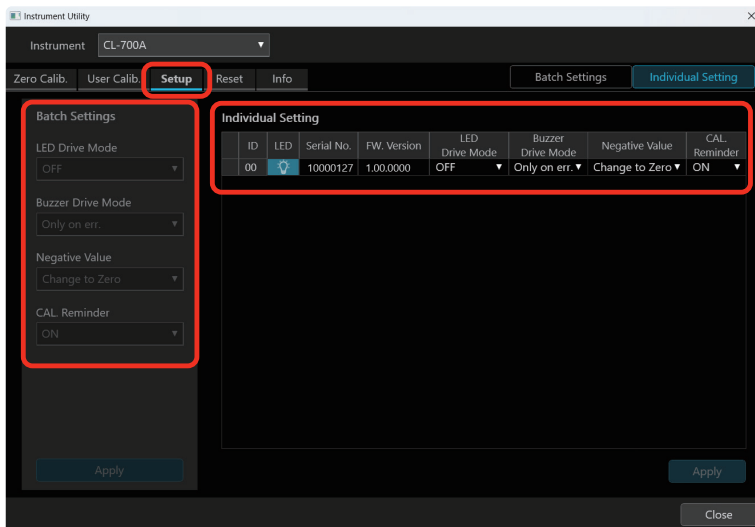 Instrument Utility
Instrument CL-700A
Zero Calib. User Calib. Setup Reset Info Batch Settings Individual Setting
Batch Settings
LED Drive Mode
OFF
Buzzer Drive Mode
Only on err.
Negative Value
Change to Zero
CAL. Reminder
ON
Apply
Individual Setting
ID LED Serial No. FW. Version LED Drive Mode Buzzer Drive Mode Negative Value CAL. Reminder
00 10000127 1.00.0000 OFF Only on err. Change to Zero ON
Apply
Close